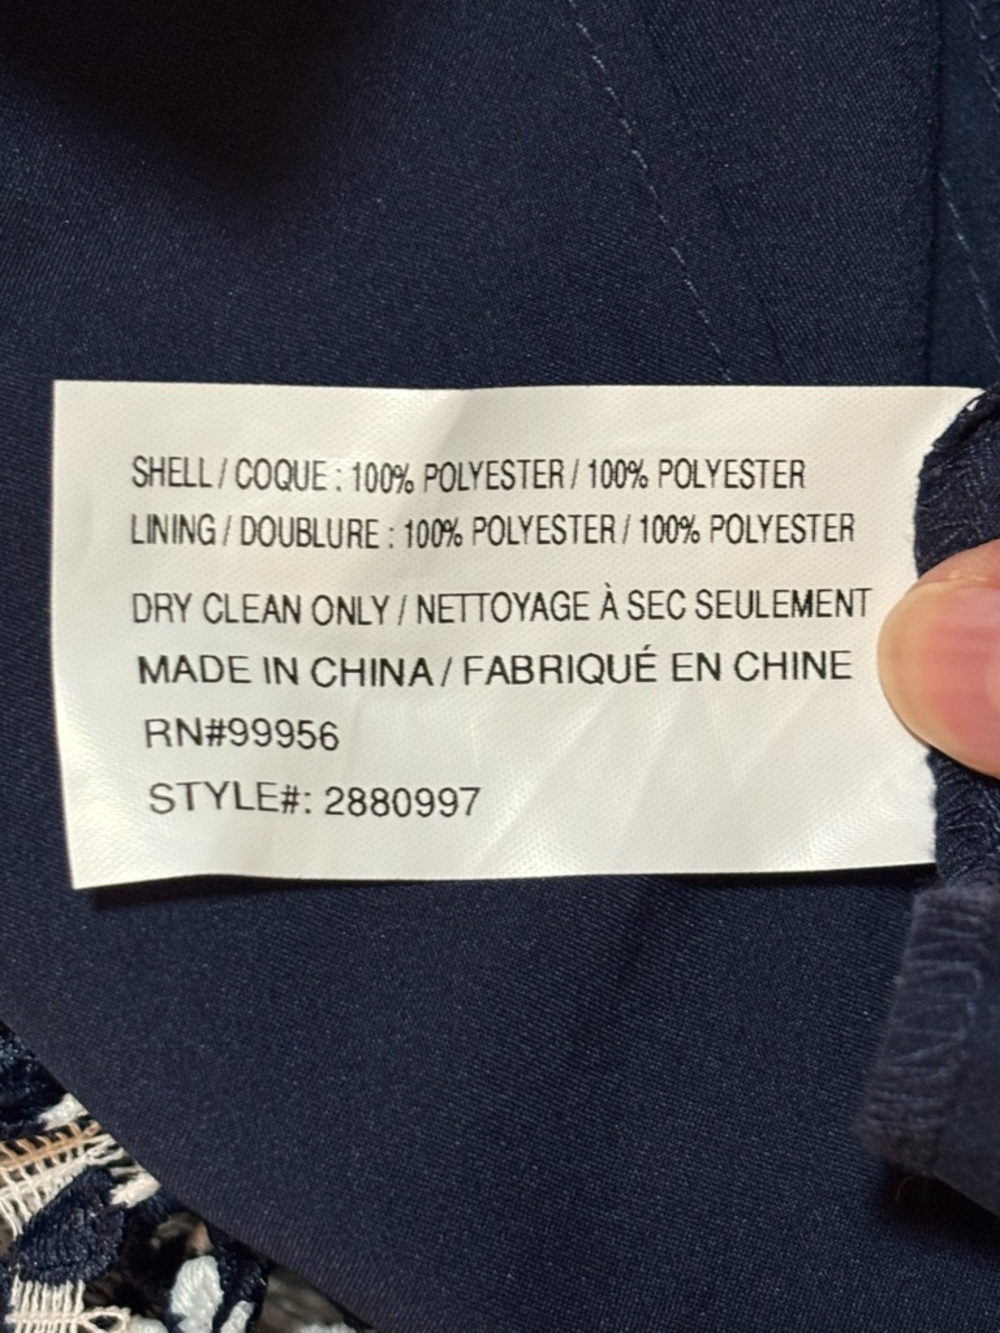 SHELL / COQUE : 100% POLYESTER / 100% POLYESTER
LINING / DOUBLURE : 100% POLYESTER / 100% POLYESTER
DRY CLEAN ONLY / NETTOYAGE À SEC SEULEMENT
MADE IN CHINA / FABRIQUÉ EN CHINE
RN#99956
STYLE#: 2880997